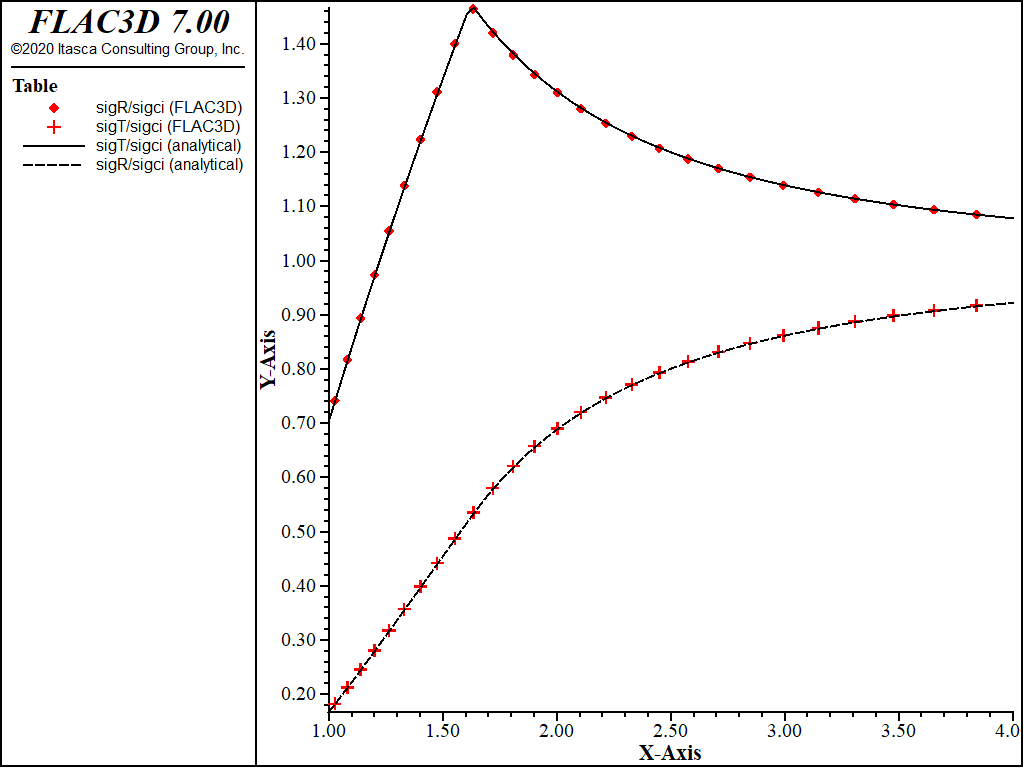 FLAC3D 7.00
©2020 Itasca Consulting Group, Inc.
Table
sigR/sigci (FLAC3D)
sigT/sigci (FLAC3D)
sigT/sigci (analytical)
sigR/sigci (analytical)
1.40
1.30
1.20
1.10
1.00
0.90
0.80
0.70
0.60
0.50
0.40
0.30
0.20
Y-Axis
1.00 1.50 2.00 2.50 3.00 3.50 4.0
X-Axis